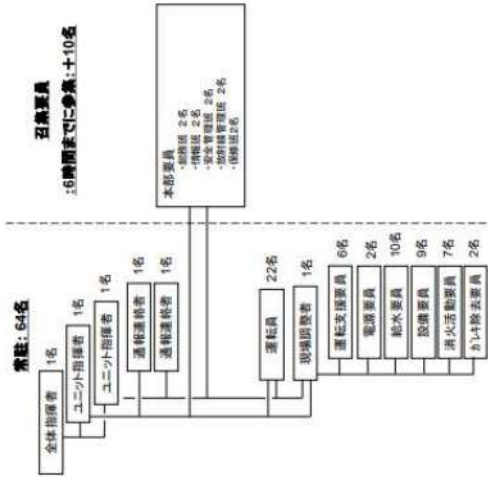 常駐：64名
全体指揮者 1名
ユニット指揮者 1名
ユニット指揮者 1名
通報連絡者 1名
通報連絡者 1名
運転員 22名
現場調整者 1名
運転支援要員 6名
電源要員 2名
給水要員 10名
設備要員 9名
消火活動要員 7名
ガレキ除去要員 2名
召集要員
:6時間までに参集:+10名
本部要員
・総務班 2名
・情報班 2名
・安全管理班 2名
・放射線管理班 2名
・保修班2名